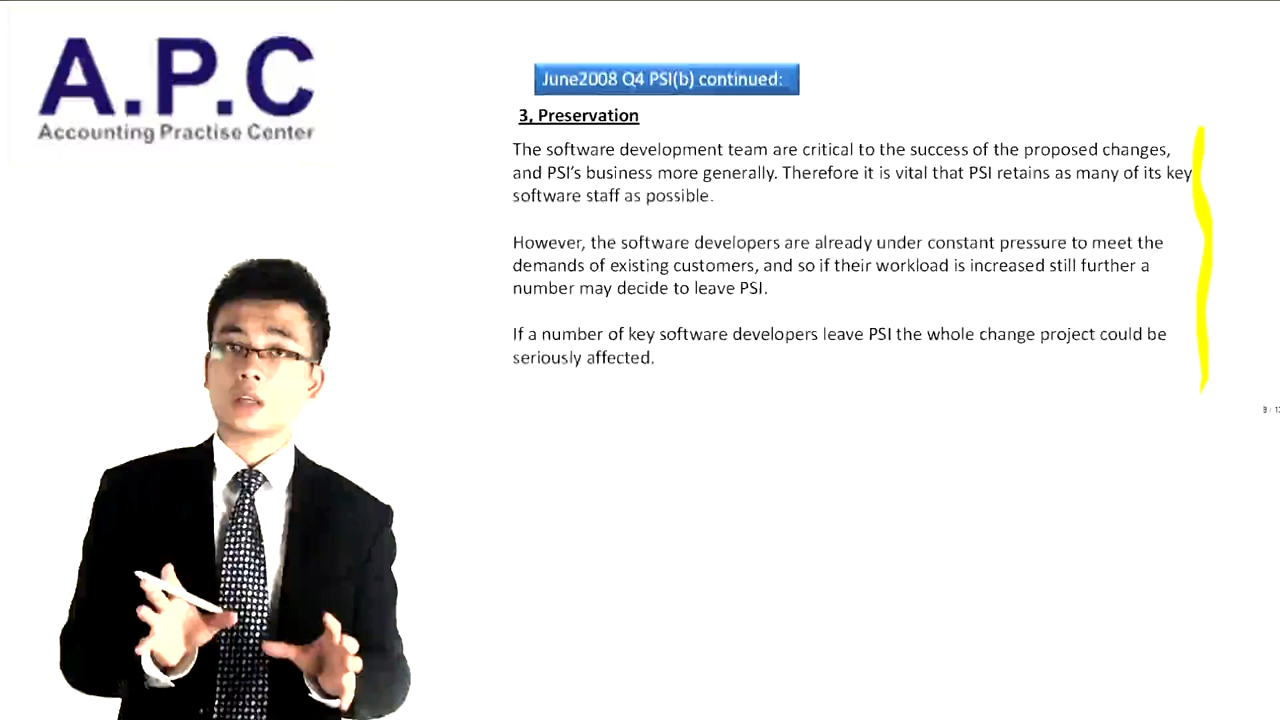 A.P.C
Accounting Practise Center
June2008 Q4 PSI(b) continued:
3, Preservation
The software development team are critical to the success of the proposed changes,
and PSI's business more generally. Therefore it is vital that PSI retains as many of its key
software staff as possible.
However, the software developers are already under constant pressure to meet the
demands of existing customers, and so if their workload is increased still further a
number may decide to leave PSI.
If a number of key software developers leave PSI the whole change project could be
seriously affected.